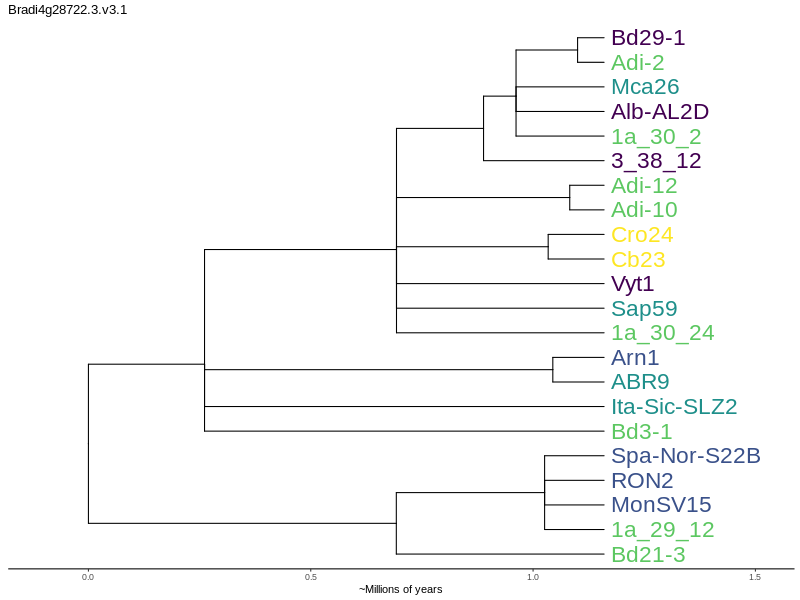 Bradi4g28722.3.v3.1
Bd29-1
Adi-2
Mca26
Alb-AL2D
1a_30_2
3_38_12
Adi-12
Adi-10
Cro24
Cb23
Vyt1
Sap59
1a_30_24
Arn1
ABR9
Ita-Sic-SLZ2
Bd3-1
Spa-Nor-S22B
RON2
MonSV15
1a_29_12
Bd21-3
0.0 0.5 1.0 1.5
~Millions of years